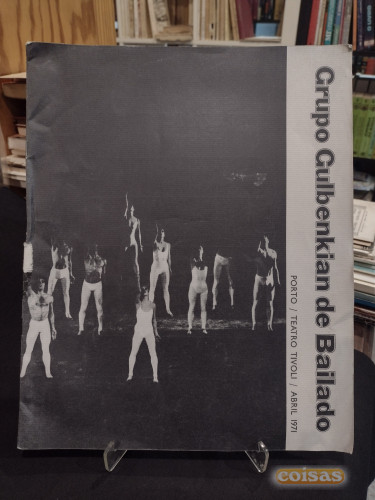 Grupo Gulbenkian de Bailado
PORTO / TEATRO TIVOLI / ABRIL 1971
coisas